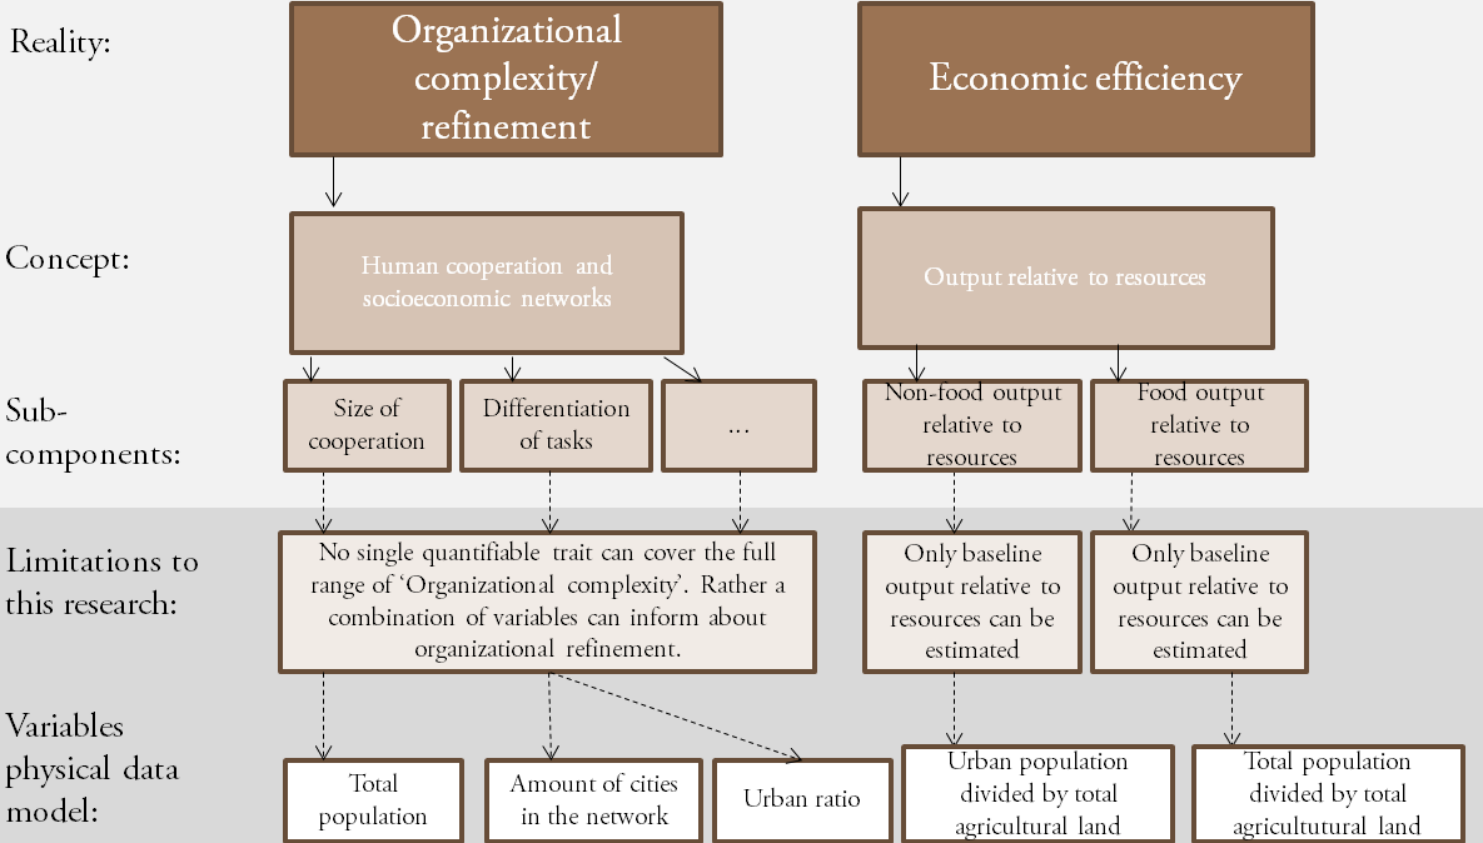 Reality:
Organizational
complexity/
refinement
Economic efficiency
Concept:
Human cooperation and
socioeconomic networks
Output relative to resources
Sub-
components:
Size of
cooperation
Differentiation
of tasks
...
Non-food output
relative to
resources
Food output
relative to
resources
Limitations to
this research:
No single quantifiable trait can cover the full
range of ‘Organizational complexity’. Rather a
combination of variables can inform about
organizational refinement.
Only baseline
output relative to
resources can be
estimated
Only baseline
output relative to
resources can be
estimated
Variables
physical data
model:
Total
population
Amount of cities
in the network
Urban ratio
Urban population
divided by total
agricultural land
Total population
divided by total
agricultutural land